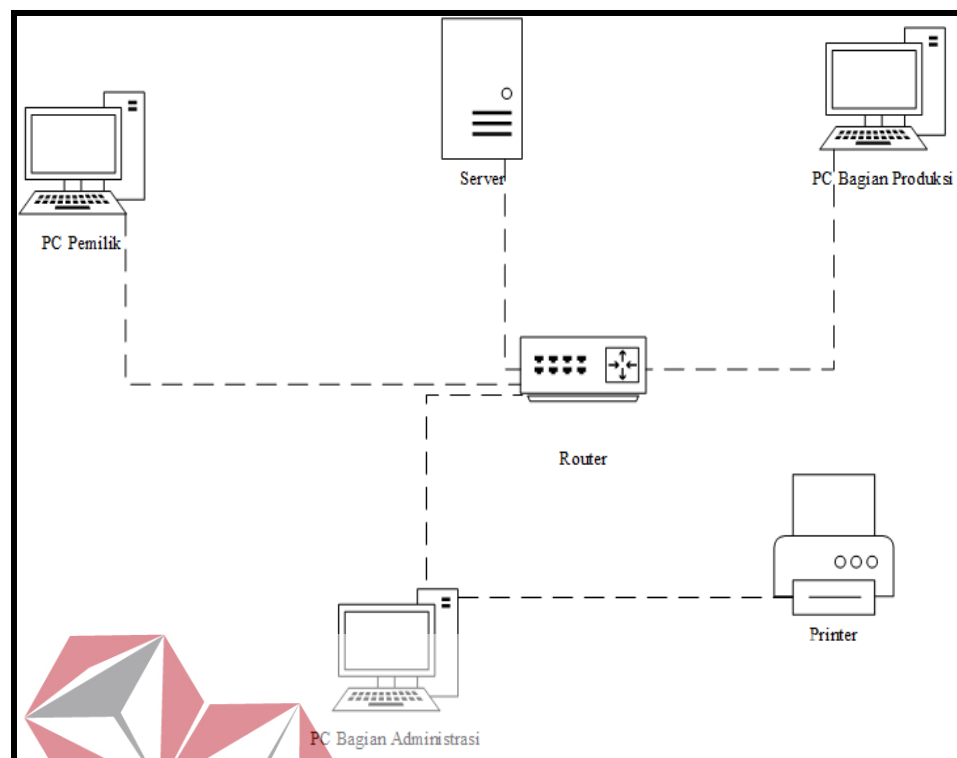 Server
PC Bagian Produksi
PC Pemilik
Router
Printer
PC Bagian Administrasi